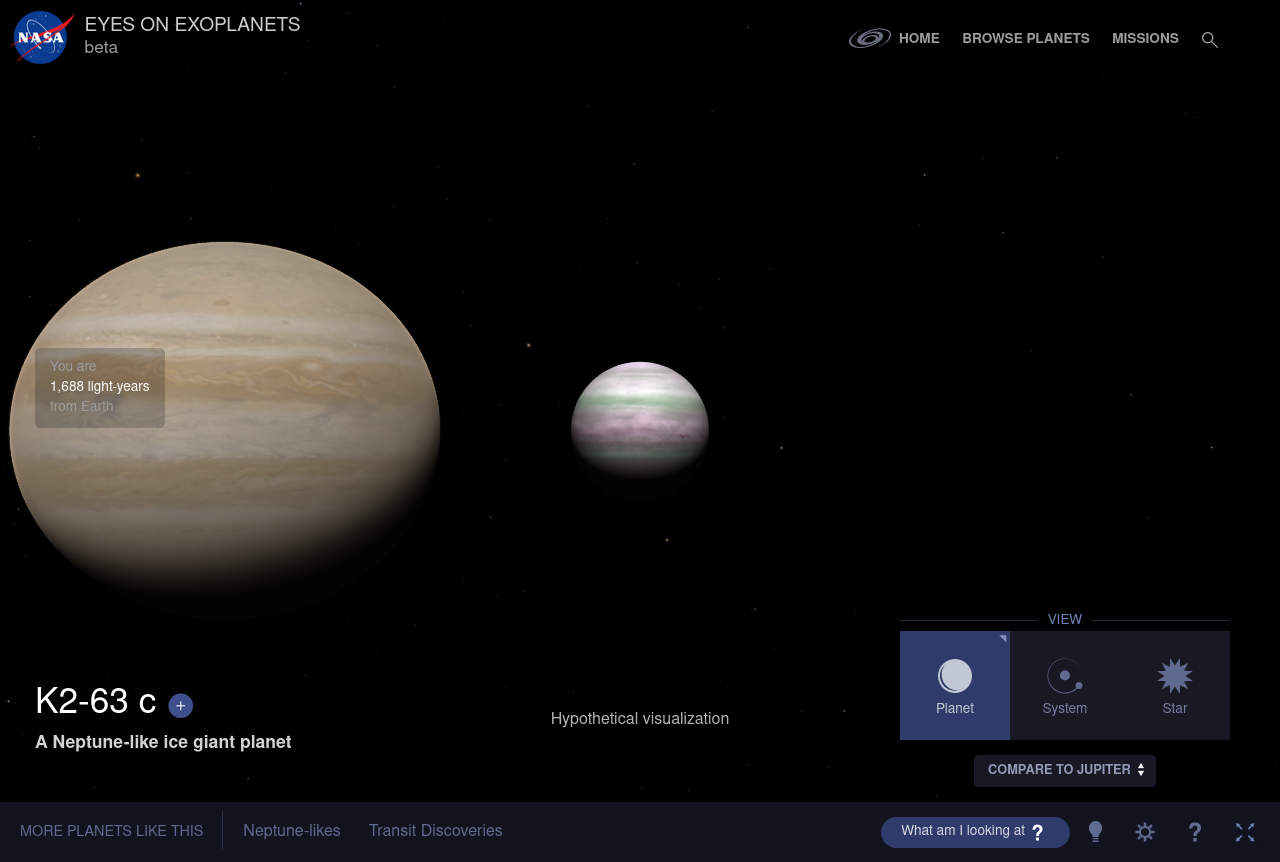 NASA
EYES ON EXOPLANETS
beta
HOME
BROWSE PLANETS
MISSIONS
You are
1,688 light-years
from Earth
VIEW
Planet
System
Star
K2-63 c +
A Neptune-like ice giant planet
Hypothetical visualization
COMPARE TO JUPITER
MORE PLANETS LIKE THIS
Neptune-likes
Transit Discoveries
What am I looking at ?
?